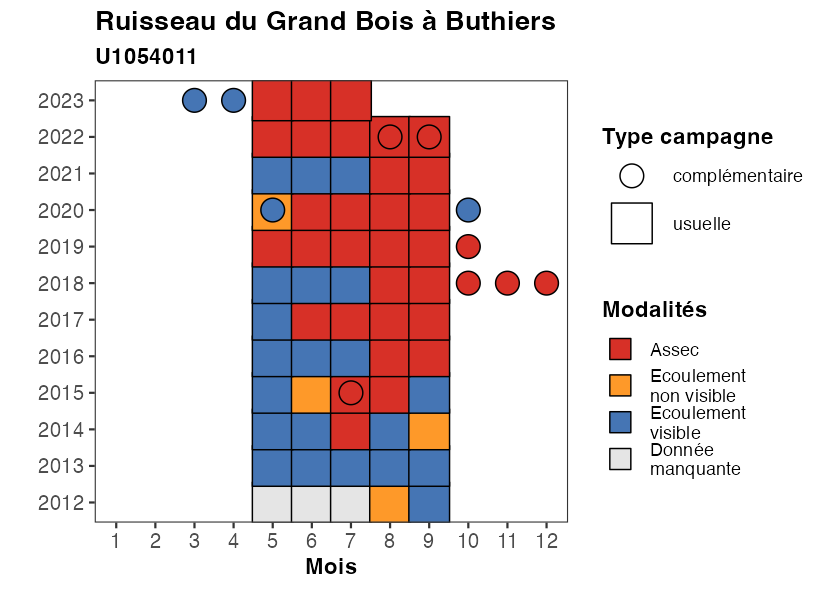 Ruisseau du Grand Bois à Buthiers
U1054011
2023
2022
2021
2020
2019
2018
2017
2016
2015
2014
2013
2012
1 2 3 4 5 6 7 8 9 10 11 12
Mois
Type campagne
complémentaire
usuelle
Modalités
Assec
Ecoulement
non visible
Ecoulement
visible
Donnée
manquante